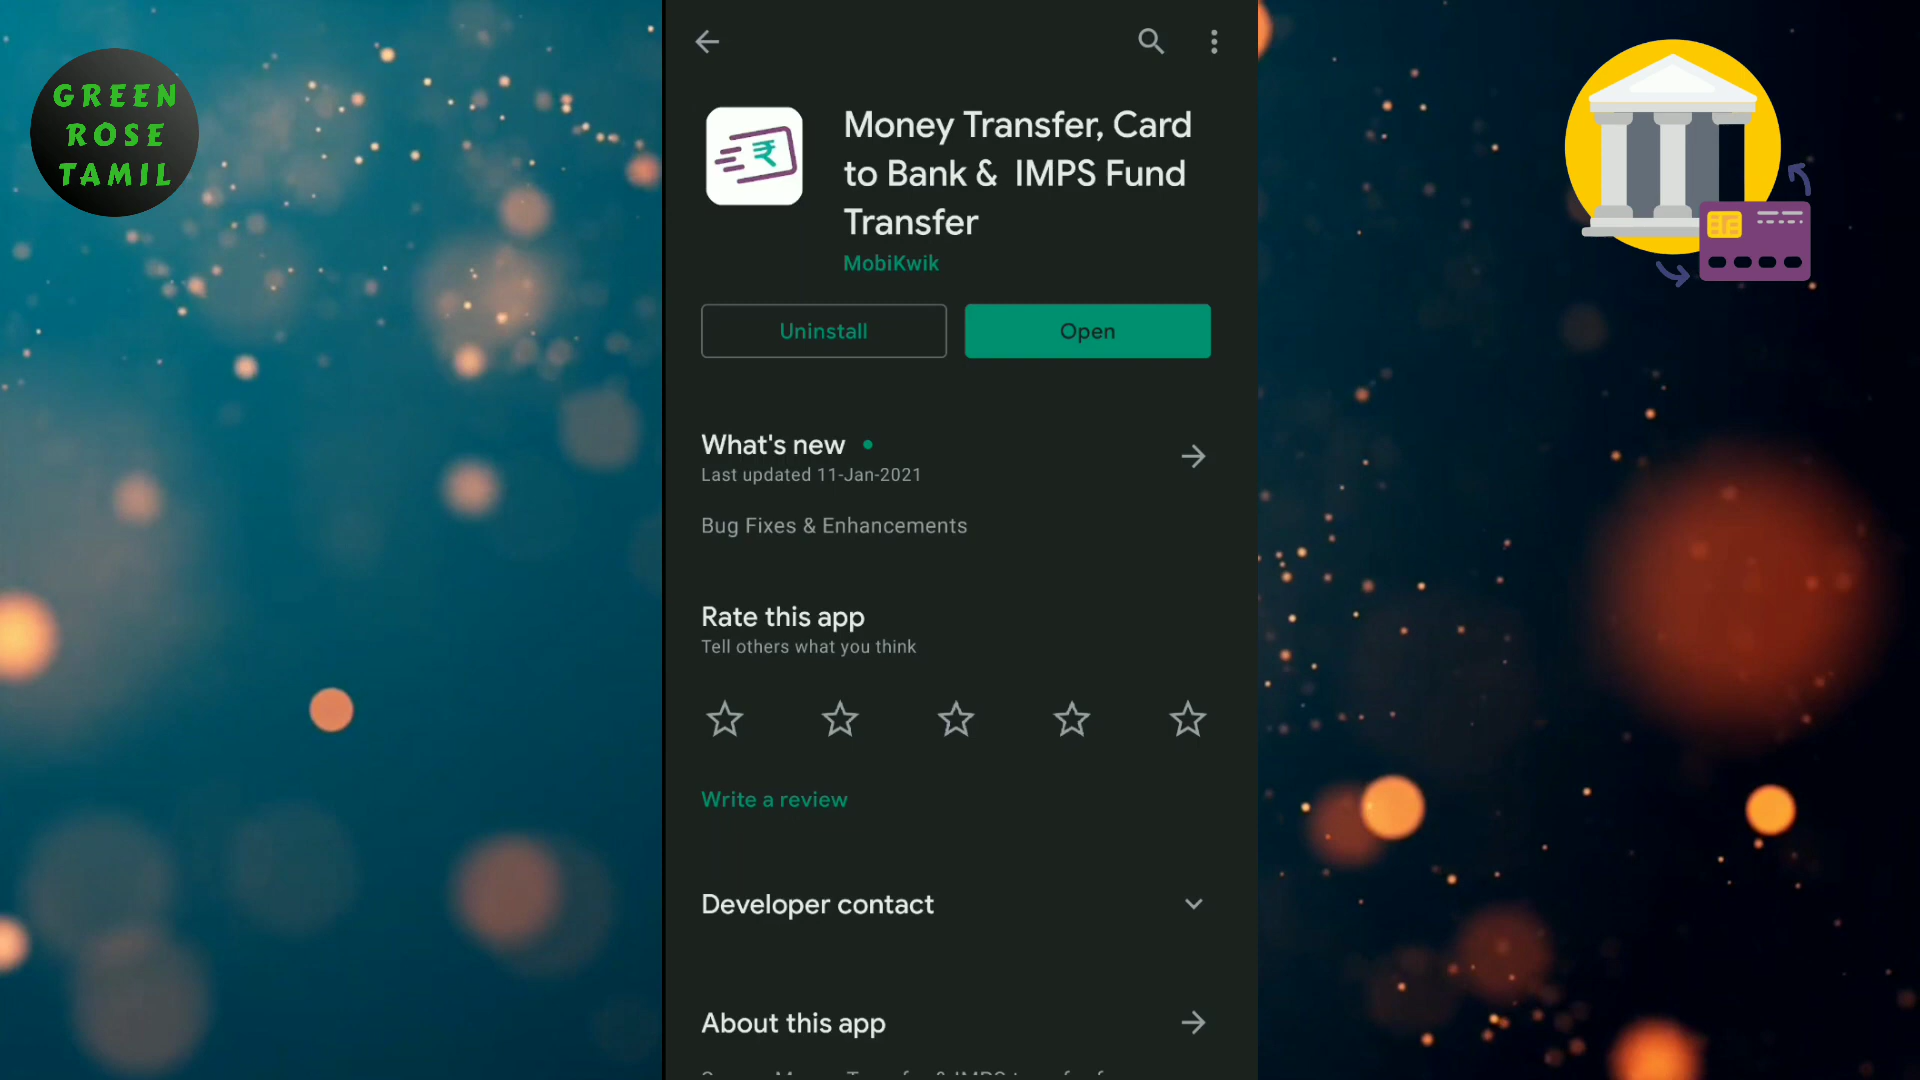 GREEN
ROSE
TAMIL
Money Transfer, Card
to Bank & IMPS Fund
Transfer
MobiKwik
Uninstall
Open
What's new
Last updated 11-Jan-2021
Bug Fixes & Enhancements
Rate this app
Tell others what you think
Write a review
Developer contact
About this app